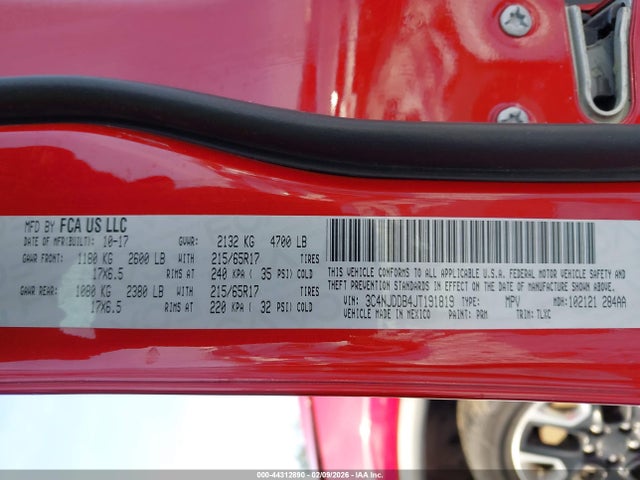 MFD BY FCA US LLC
DATE OF MFR(BUILT): 10-17 GVWR: 2132 KG 4700 LB
GAWR FRONT: 1180 KG 2600 LB WITH 215/65R17 TIRES
17X6.5 RIMS AT 240 KPA ( 35 PSI) COLD
GAWR REAR: 1080 KG 2380 LB WITH 215/65R17 TIRES
17X6.5 RIMS AT 220 KPA ( 32 PSI) COLD
THIS VEHICLE CONFORMS TO ALL APPLICABLE U.S.A. FEDERAL MOTOR VEHICLE SAFETY AND
THEFT PREVENTION STANDARDS IN EFFECT ON THE DATE OF MANUFACTURE SHOWN ABOVE.
VIN: 3C4NJDDB4JT191819 TYPE: MPV MDH:102121 284AA
VEHICLE MADE IN MEXICO PAINT: PRM TRIM: TLXC
000-44312890 - 02/09/2026 - IAA Inc.